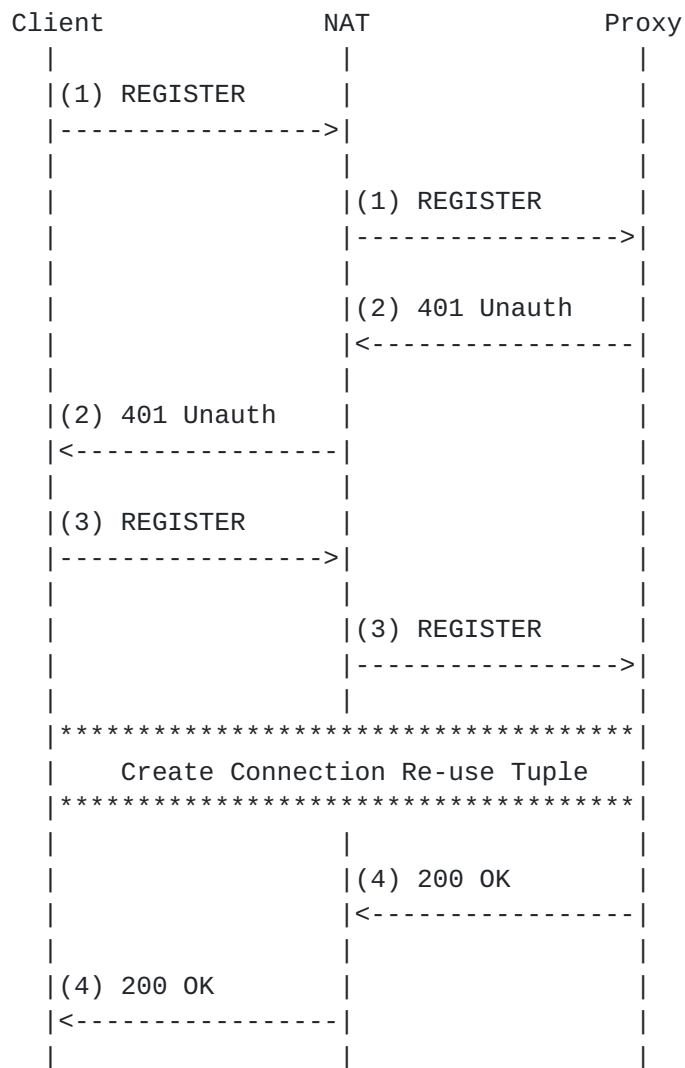 Client NAT Proxy
(1) REGISTER
(1) REGISTER
(2) 401 Unauth
(2) 401 Unauth
(3) REGISTER
(3) REGISTER
*************************************
Create Connection Re-use Tuple
*************************************
(4) 200 OK
(4) 200 OK